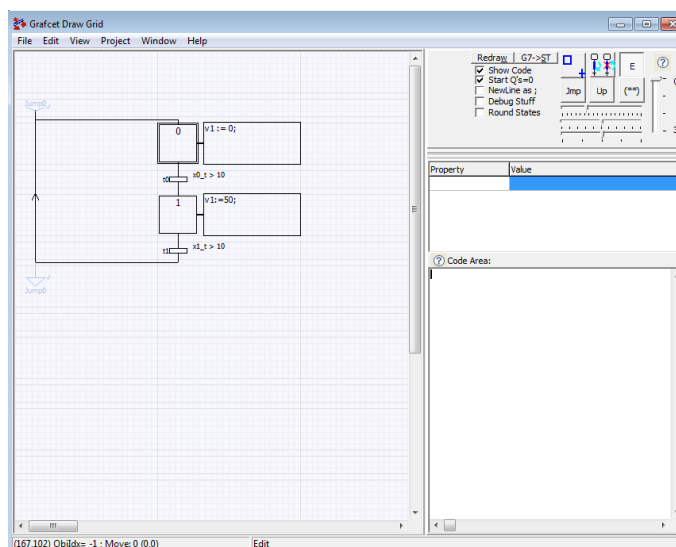 Grafcet Draw Grid
File Edit View Project Window Help
Redraw G7->ST
Show Code
Start Q's=0
NewLine as ;
Debug Stuff
Round States
E
Jmp Up (**)
Jump0
0 v1 := 0;
t0 x0_t > 10
1 v1:=50;
t1 x1_t > 10
Jump0
Property Value
Code Area:
(167,102) ObjIdx= -1 ; Move: 0 (0,0) Edit